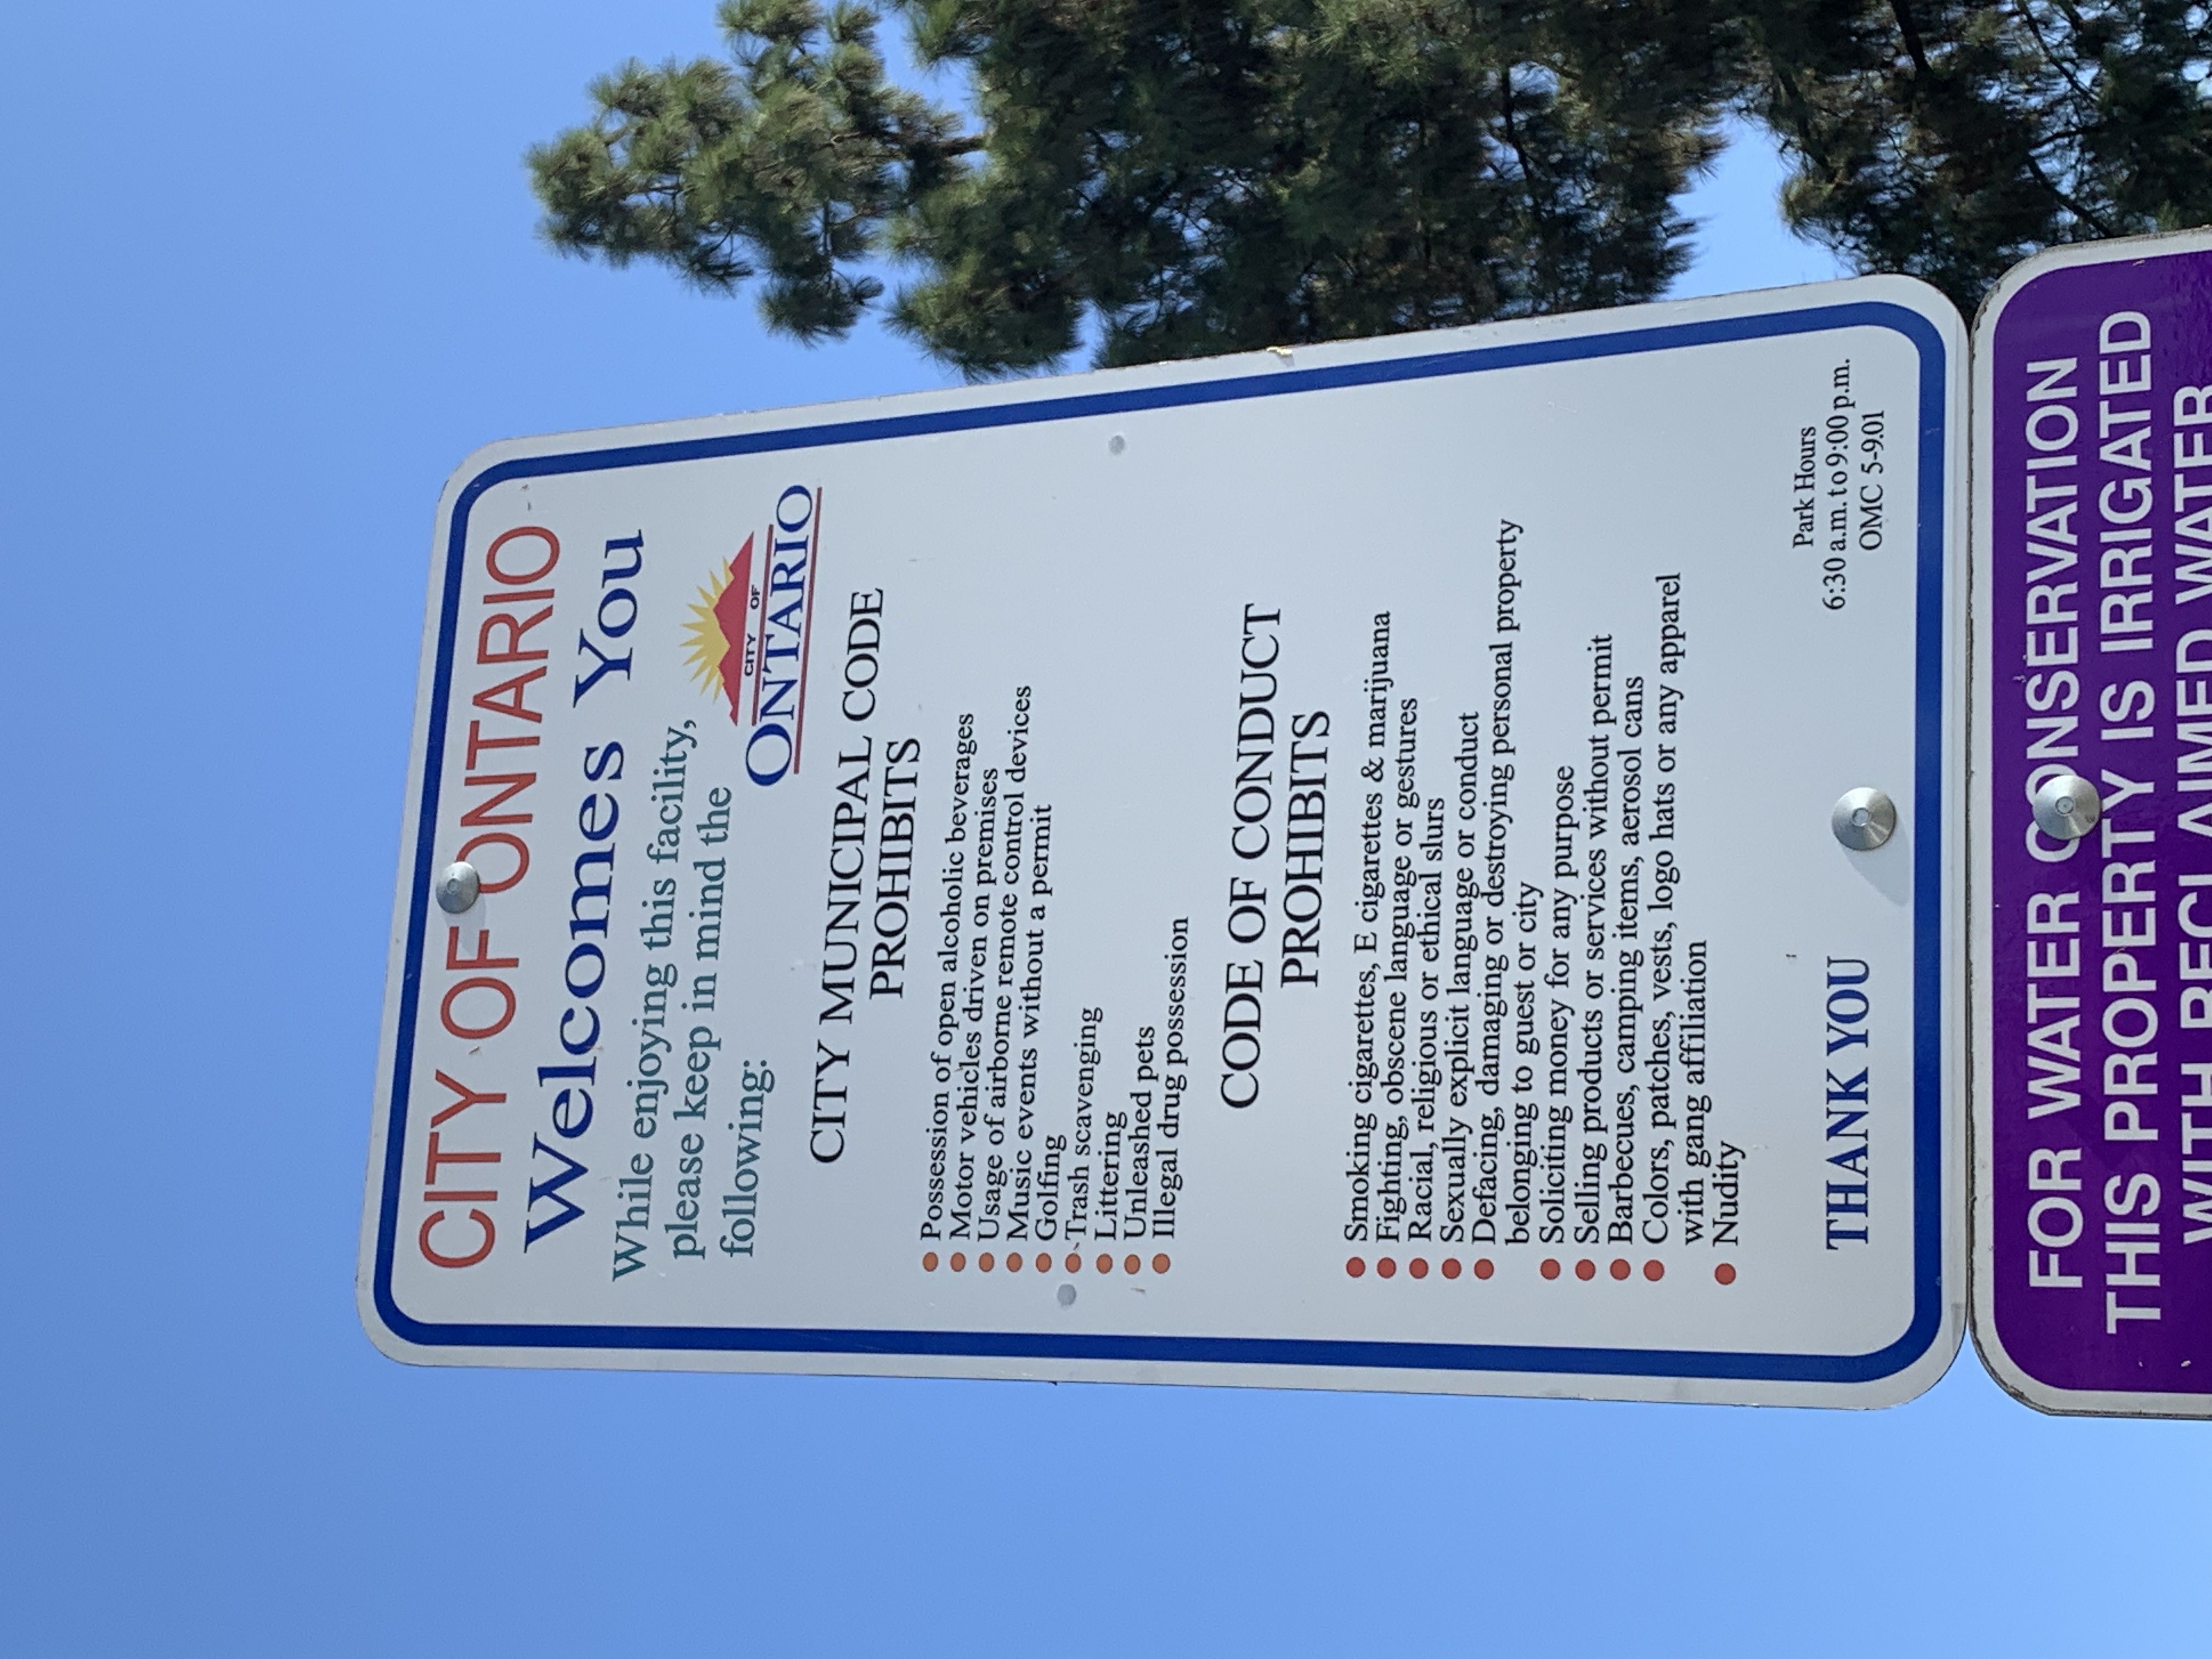 CITY OF ONTARIO
Welcomes You
While enjoying this facility,
please keep in mind the
following:
CITY OF
ONTARIO
CITY MUNICIPAL CODE
PROHIBITS
Possession of open alcoholic beverages
Motor vehicles driven on premises
Usage of airborne remote control devices
Music events without a permit
Golfing
Trash scavenging
Littering
Unleashed pets
Illegal drug possession
CODE OF CONDUCT
PROHIBITS
Smoking cigarettes, E cigarettes & marijuana
Fighting, obscene language or gestures
Racial, religious or ethical slurs
Sexually explicit language or conduct
Defacing, damaging or destroying personal property
belonging to guest or city
Soliciting money for any purpose
Selling products or services without permit
Barbecues, camping items, aerosol cans
Colors, patches, vests, logo hats or any apparel
with gang affiliation
Nudity
THANK YOU
Park Hours
6:30 a.m. to 9:00 p.m.
OMC 5-9.01
FOR WATER CONSERVATION
THIS PROPERTY IS IRRIGATED
WITH RECLAIMED WATER